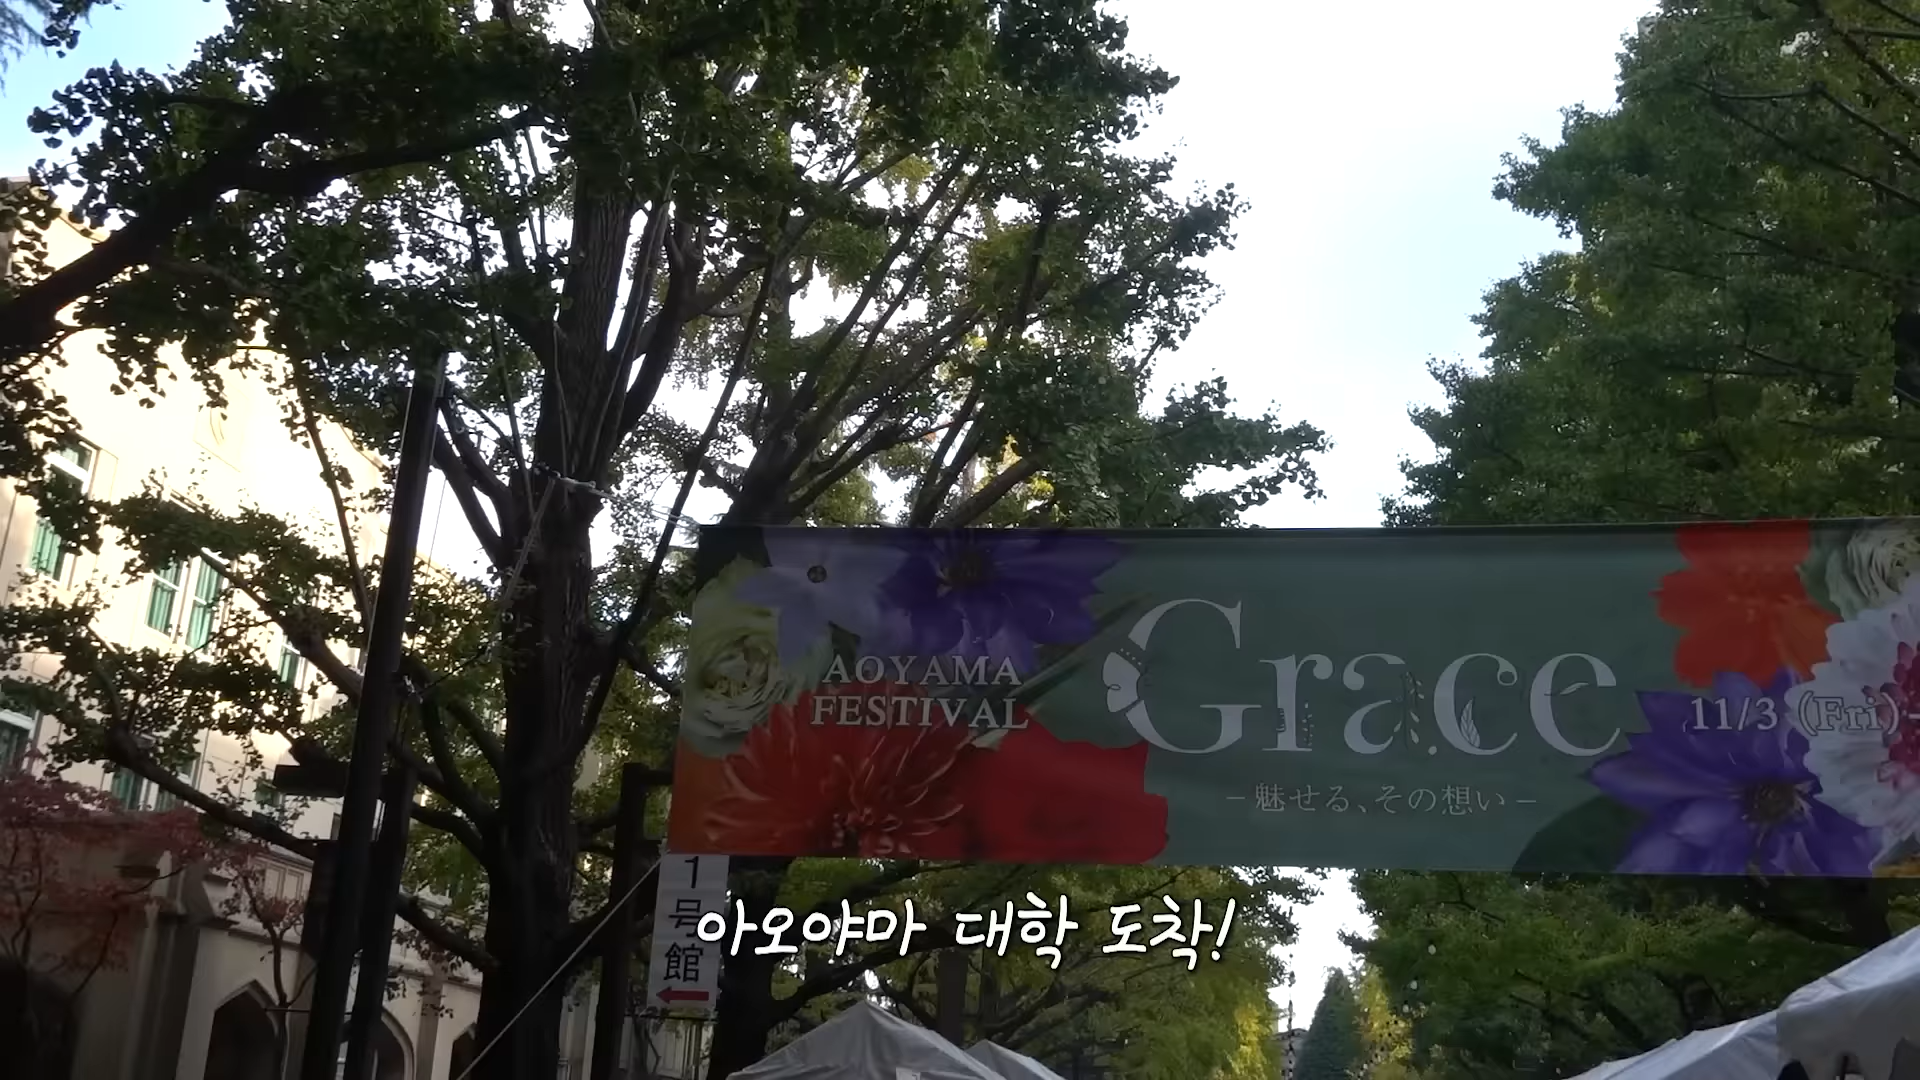 AOYAMA
FESTIVAL
Grace
－魅せる、その想い－
11/3 (Fri)-
1号館
아오야마 대학 도착!